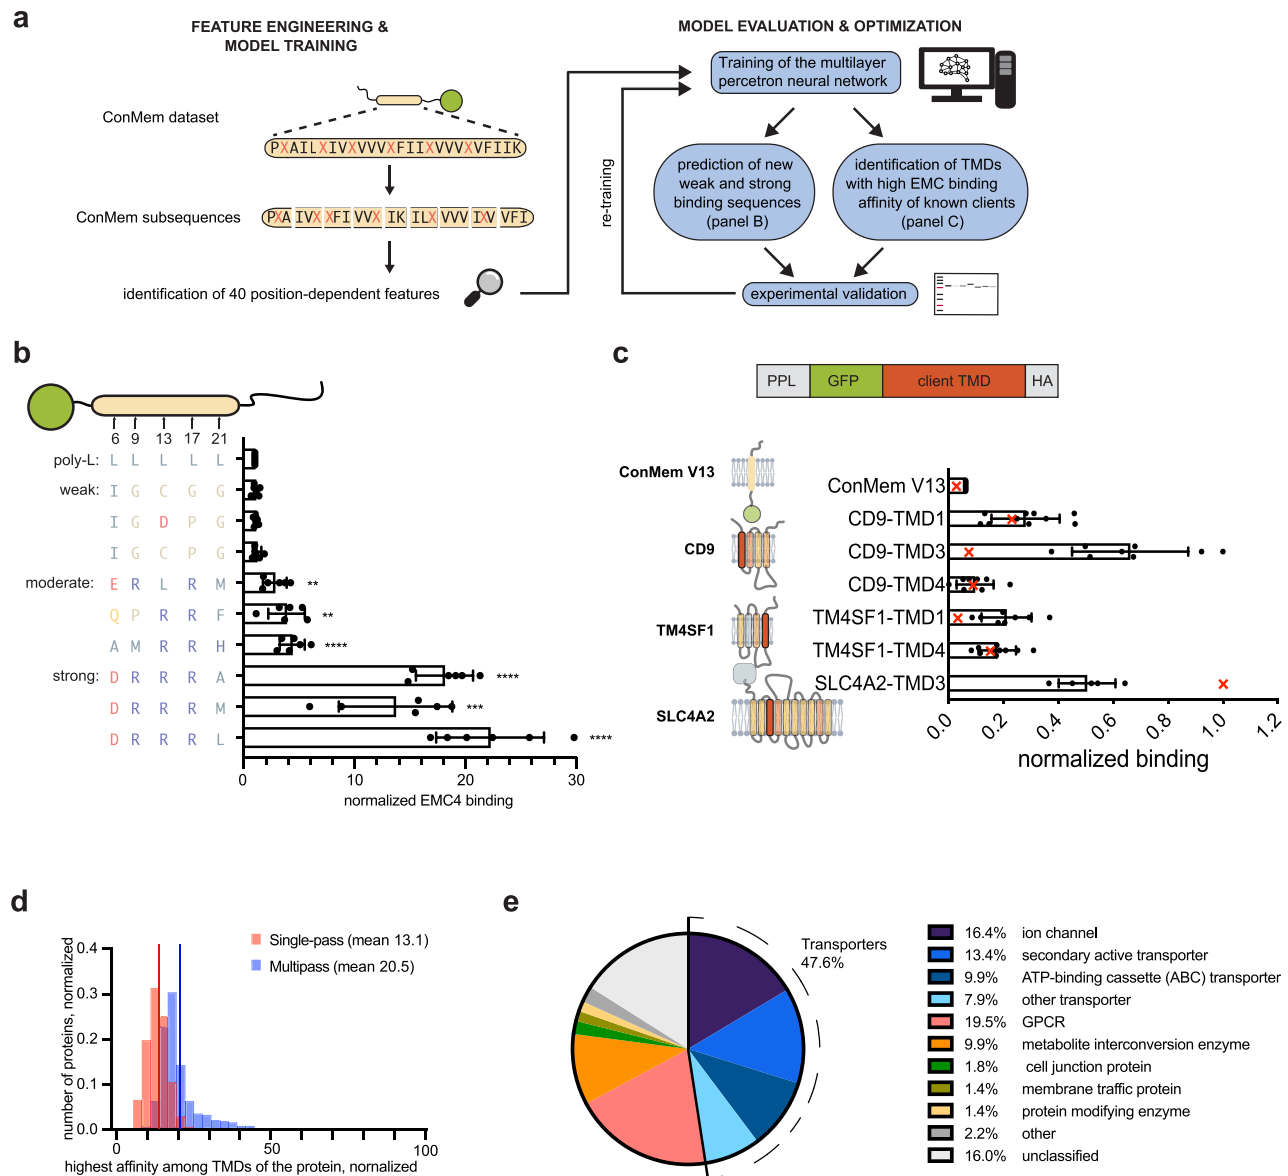 a
FEATURE ENGINEERING &
MODEL TRAINING
ConMem dataset
PXAILXIVXVVVVXFIIXVVVXVFIIK
ConMem subsequences
PXA IVX XFI VVX IK ILX VVV IXV VFI
identification of 40 position-dependent features
MODEL EVALUATION & OPTIMIZATION
Training of the multilayer
percetron neural network
prediction of new
weak and strong
binding sequences
(panel B)
identification of TMDs
with high EMC binding
affinity of known clients
(panel C)
re-training
experimental validation
b
6 9 13 17 21
poly-L: L L L L L
weak: I G C G G
I G D P G
I G C P G
moderate: E R L R M
**
Q P R R F
**
A M R R H
****
strong: D R R R A
****
D R R R M
***
D R R R L
****
0 10 20 30
normalized EMC4 binding
c
PPL GFP client TMD HA
ConMem V13
CD9
TM4SF1
SLC4A2
ConMem V13
CD9-TMD1
CD9-TMD3
CD9-TMD4
TM4SF1-TMD1
TM4SF1-TMD4
SLC4A2-TMD3
0.0 0.2 0.4 0.6 0.8 1.0
normalized binding
d
number of proteins, normalized
0.4
0.3
0.2
0.1
0.0
Single-pass (mean 13.1)
Multipass (mean 20.5)
0 50 100
highest affinity among TMDs of the protein, nornalized
e
Transporters
47.6%
16.4% ion channel
13.4% secondary active transporter
9.9% ATP-binding cassette (ABC) transporter
7.9% other transporter
19.5% GPCR
9.9% metabolite interconversion enzyme
1.8% cell junction protein
1.4% membrane traffic protein
1.4% protein modifying enzyme
2.2% other
16.0% unclassified